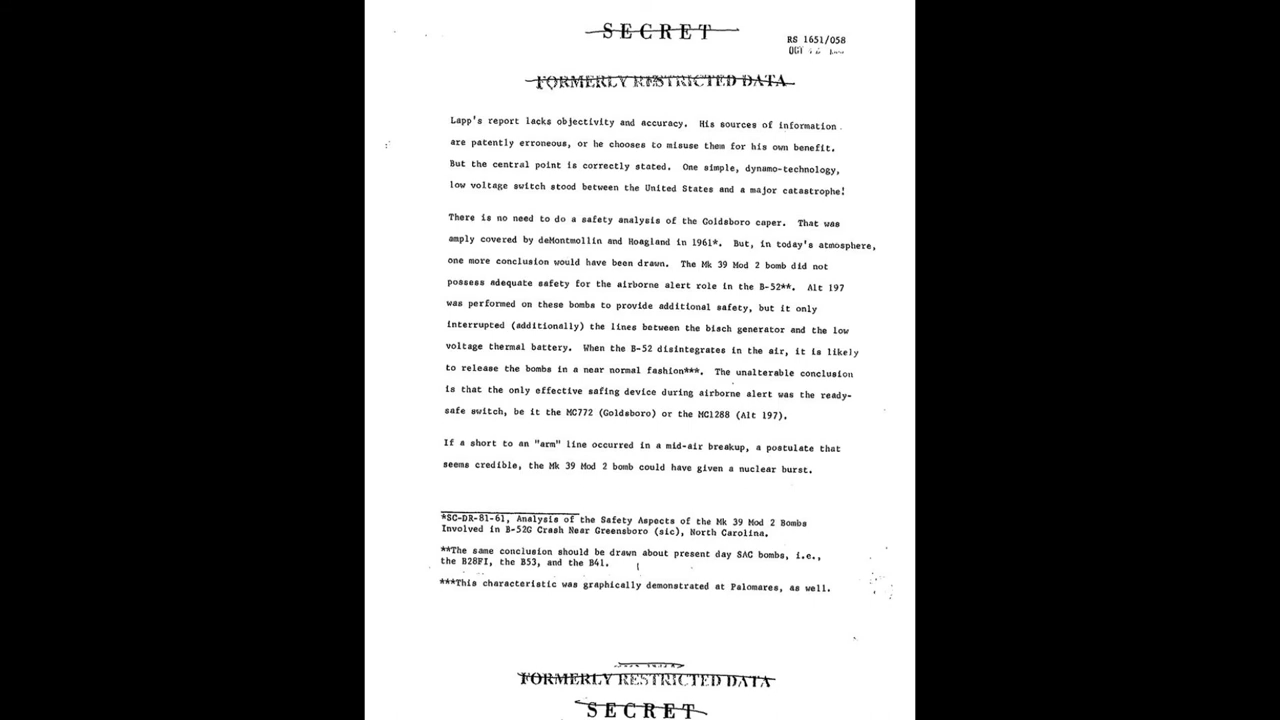 SECRET
RS 1651/058
OCT
FORMERLY RESTRICTED DATA
Lapp's report lacks objectivity and accuracy. His sources of information
are patently erroneous, or he chooses to misuse them for his own benefit.
But the central point is correctly stated. One simple, dynamo-technology,
low voltage switch stood between the United States and a major catastrophe!
There is no need to do a safety analysis of the Goldsboro caper. That was
amply covered by deMontmollin and Hoagland in 1961*. But, in today's atmosphere,
one more conclusion would have been drawn. The Mk 39 Mod 2 bomb did not
possess adequate safety for the airborne alert role in the B-52**. Alt 197
was performed on these bombs to provide additional safety, but it only
interrupted (additionally) the lines between the bisch generator and the low
voltage thermal battery. When the B-52 disintegrates in the air, it is likely
to release the bombs in a near normal fashion***. The unalterable conclusion
is that the only effective safing device during airborne alert was the ready-
safe switch, be it the MC772 (Goldsboro) or the MC1288 (Alt 197).
If a short to an "arm" line occurred in a mid-air breakup, a postulate that
seems credible, the Mk 39 Mod 2 bomb could have given a nuclear burst.
*SC-DR-81-61, Analysis of the Safety Aspects of the Mk 39 Mod 2 Bombs
Involved in B-52G Crash Near Greensboro (sic), North Carolina.
**The same conclusion should be drawn about present day SAC bombs, i.e.,
the B28FI, the B53, and the B41.
***This characteristic was graphically demonstrated at Palomares, as well.
FORMERLY RESTRICTED DATA
SECRET